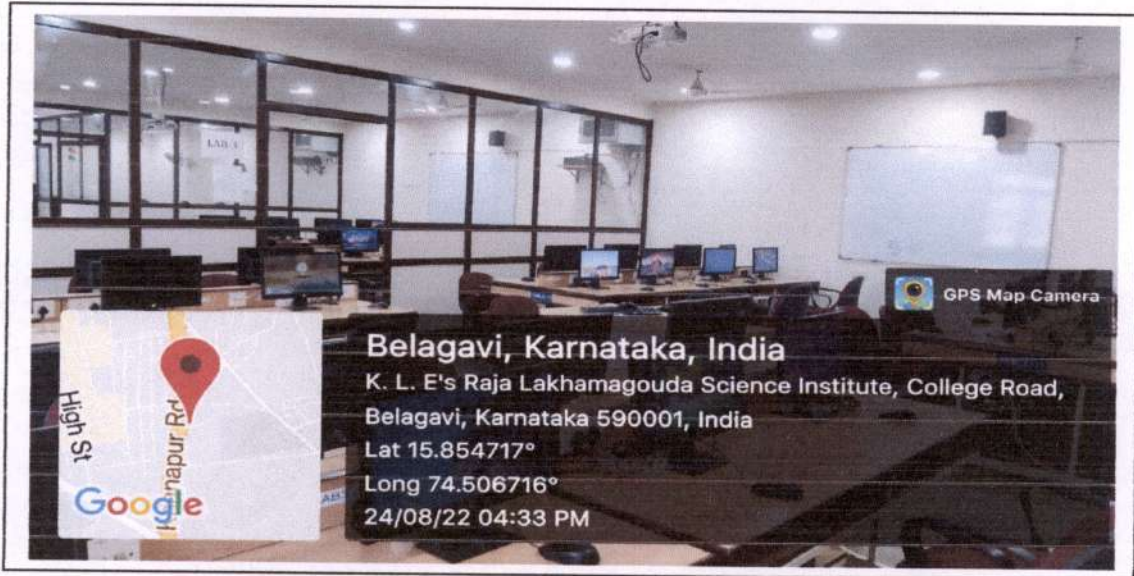 LAB
GPS Map Camera
Belagavi, Karnataka, India
K. L. E's Raja Lakhamagouda Science Institute, College Road,
Belagavi, Karnataka 590001, India
Lat 15.854717°
Long 74.506716°
24/08/22 04:33 PM
High St
Rd
Google